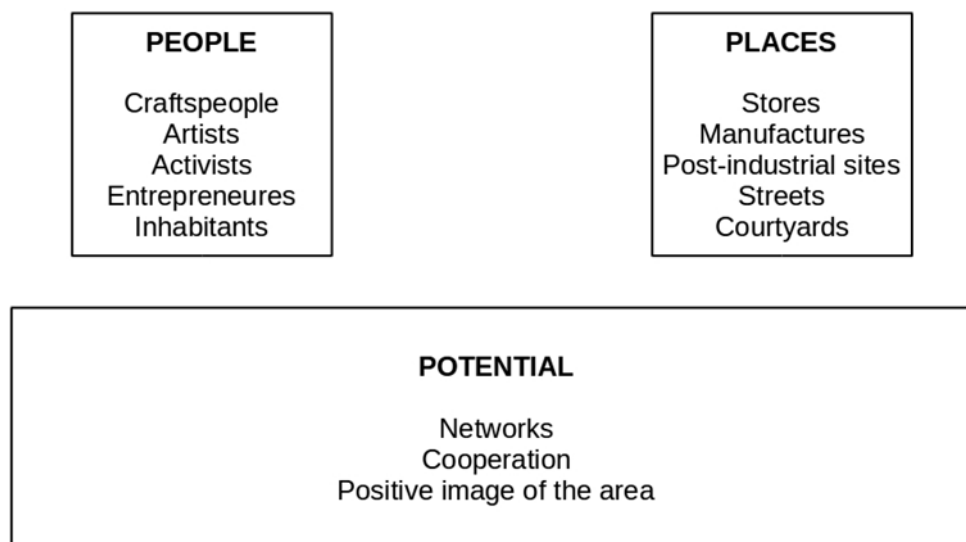 PEOPLE
Craftspeople
Artists
Activists
Entrepreneures
Inhabitants
PLACES
Stores
Manufactures
Post-industrial sites
Streets
Courtyards
POTENTIAL
Networks
Cooperation
Positive image of the area